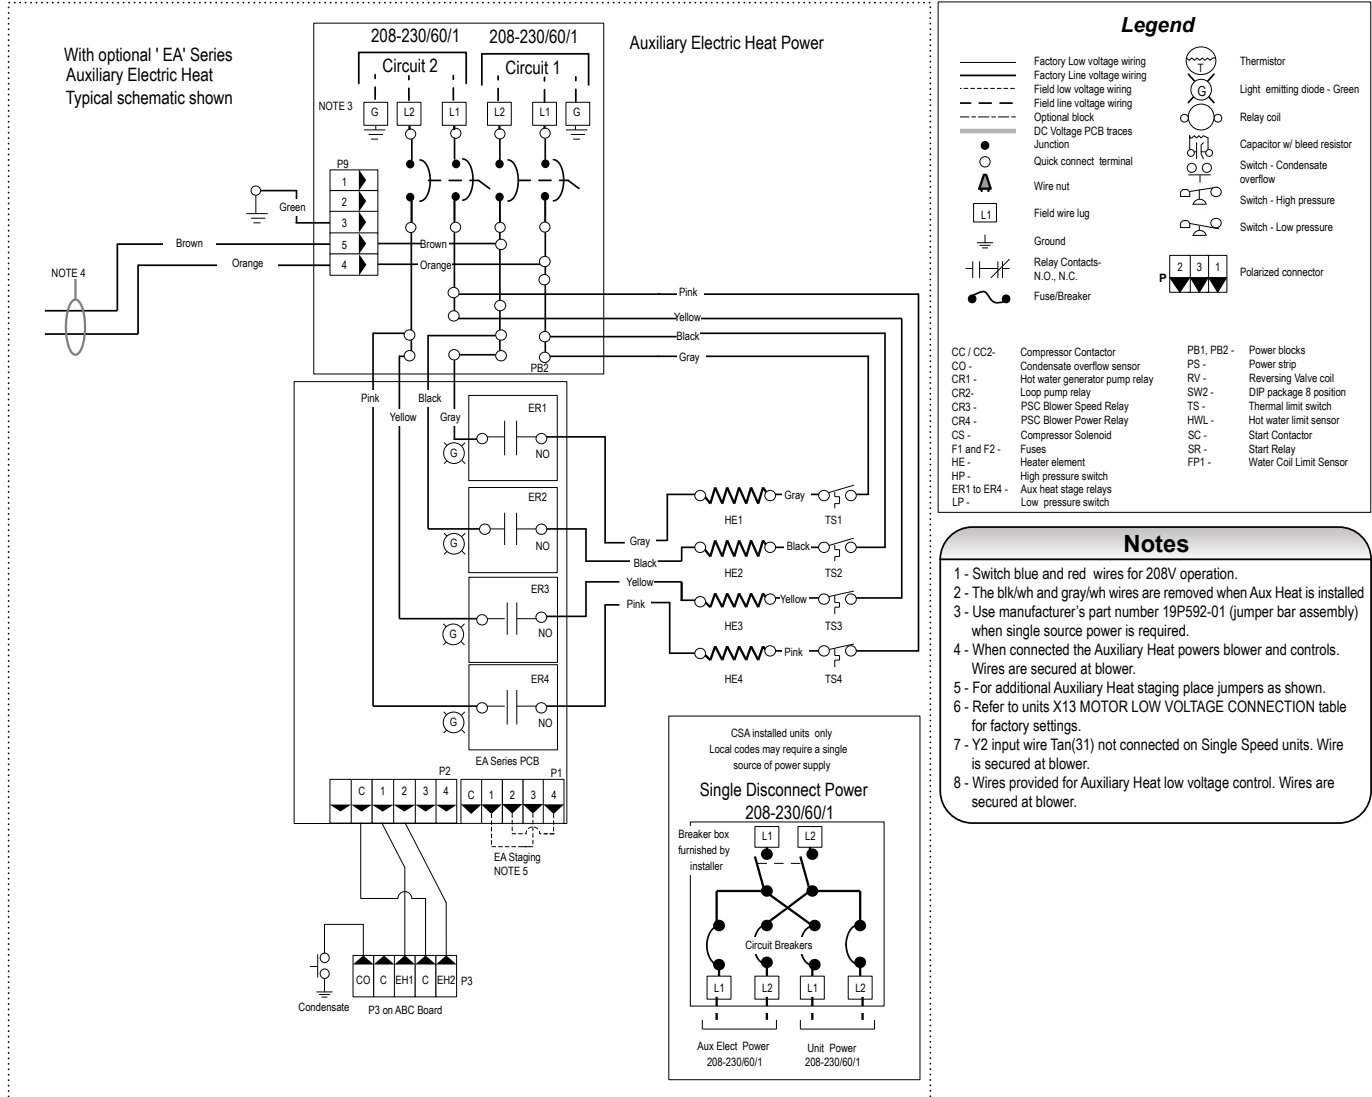 With optional ' EA' Series
Auxiliary Electric Heat
Typical schematic shown
208-230/60/1
208-230/60/1
Auxiliary Electric Heat Power
Circuit 2
Circuit 1
NOTE 3
G
L2
L1
L2
L1
G
P9
1
2
3
5
4
Green
Brown
Orange
Brown
Orange
NOTE 4
Pink
Yellow
Black
Gray
PB2
Pink
Yellow
Black
Gray
ER1
NO
G
ER2
NO
G
ER3
NO
G
ER4
NO
G
Gray
Black
Yellow
Pink
HE1
Gray
TS1
HE2
Black
TS2
HE3
Yellow
TS3
HE4
Pink
TS4
EA Series PCB
P2
P1
C 1 2 3 4
C 1 2 3 4
EA Staging
NOTE 5
CO C EH1 C EH2
P3
Condensate
P3 on ABC Board
CSA installed units only
Local codes may require a single
source of power supply
Single Disconnect Power
208-230/60/1
Breaker box
furnished by
installer
L1
L2
Circuit Breakers
L1
L2
L1
L2
Aux Elect Power
208-230/60/1
Unit Power
208-230/60/1
Legend
Factory Low voltage wiring
Factory Line voltage wiring
Field low voltage wiring
Field line voltage wiring
Optional block
DC Voltage PCB traces
Junction
Quick connect terminal
Wire nut
L1
Field wire lug
Ground
Relay Contacts-
N.O., N.C.
Fuse/Breaker
T
Thermistor
G
Light emitting diode - Green
Relay coil
Capacitor w/ bleed resistor
Switch - Condensate
overflow
Switch - High pressure
Switch - Low pressure
P
2 3 1
Polarized connector
CC / CC2- Compressor Contactor
CO - Condensate overflow sensor
CR1 - Hot water generator pump relay
CR2- Loop pump relay
CR3 - PSC Blower Speed Relay
CR4 - PSC Blower Power Relay
CS - Compressor Solenoid
F1 and F2 - Fuses
HE - Heater element
HP - High pressure switch
ER1 to ER4 - Aux heat stage relays
LP - Low pressure switch
PB1, PB2 - Power blocks
PS - Power strip
RV - Reversing Valve coil
SW2 - DIP package 8 position
TS - Thermal limit switch
HWL - Hot water limit sensor
SC - Start Contactor
SR - Start Relay
FP1 - Water Coil Limit Sensor
Notes
1 - Switch blue and red wires for 208V operation.
2 - The blk/wh and gray/wh wires are removed when Aux Heat is installed
3 - Use manufacturer's part number 19P592-01 (jumper bar assembly)
when single source power is required.
4 - When connected the Auxiliary Heat powers blower and controls.
Wires are secured at blower.
5 - For additional Auxiliary Heat staging place jumpers as shown.
6 - Refer to units X13 MOTOR LOW VOLTAGE CONNECTION table
for factory settings.
7 - Y2 input wire Tan(31) not connected on Single Speed units. Wire
is secured at blower.
8 - Wires provided for Auxiliary Heat low voltage control. Wires are
secured at blower.